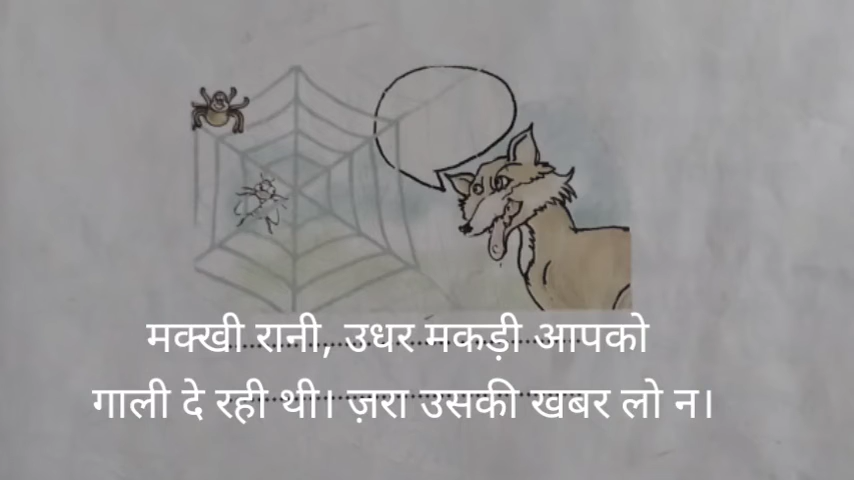 मक्खी रानी, उधर मकड़ी आपको
गाली दे रही थी। ज़रा उसकी खबर लो न।